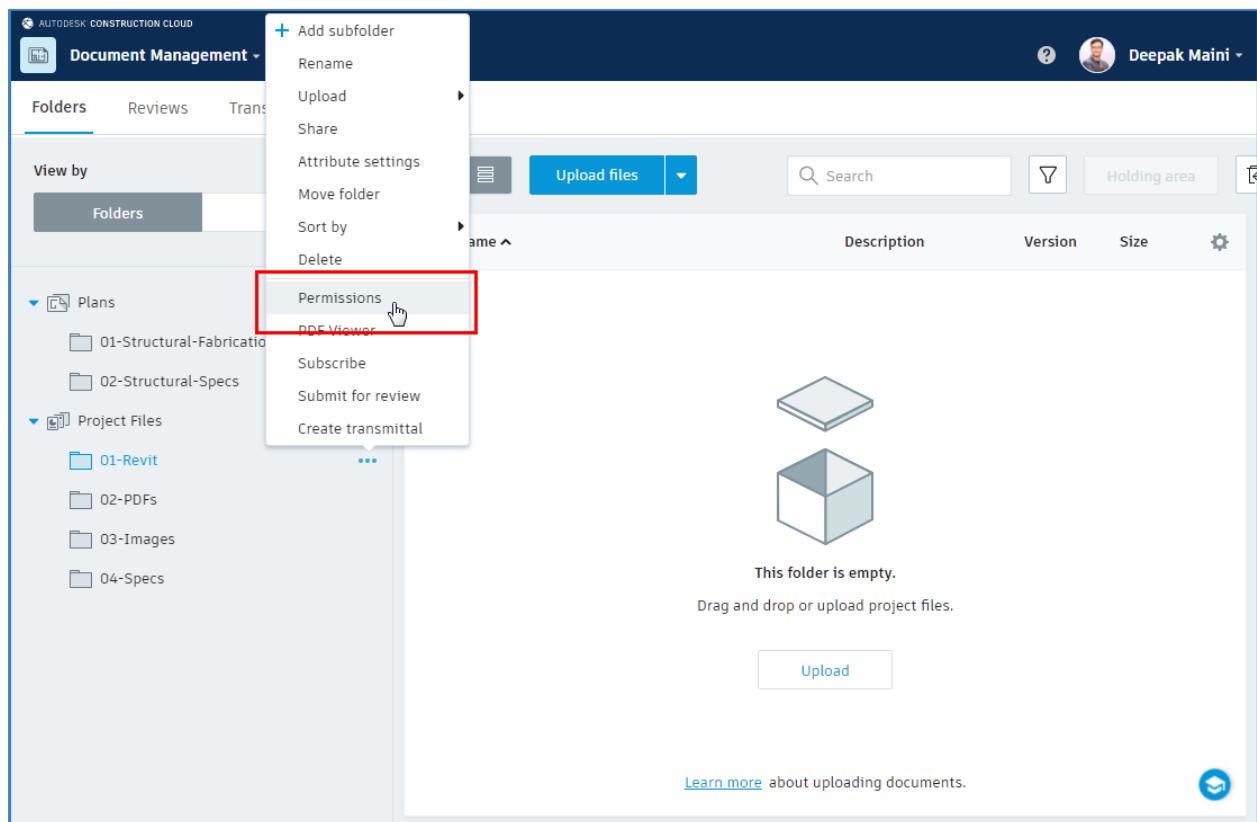 AUTODESK CONSTRUCTION CLOUD
Document Management
Deepak Maini
Folders
Reviews
Trans
Add subfolder
Rename
Upload
Share
Attribute settings
Move folder
Sort by
Delete
Permissions
PDF Viewer
Subscribe
Submit for review
Create transmittal
View by
Folders
Upload files
Search
Holding area
ame
Description
Version
Size
Plans
01-Structural-Fabricatio
02-Structural-Specs
Project Files
01-Revit
02-PDFs
03-Images
04-Specs
This folder is empty.
Drag and drop or upload project files.
Upload
Learn more about uploading documents.